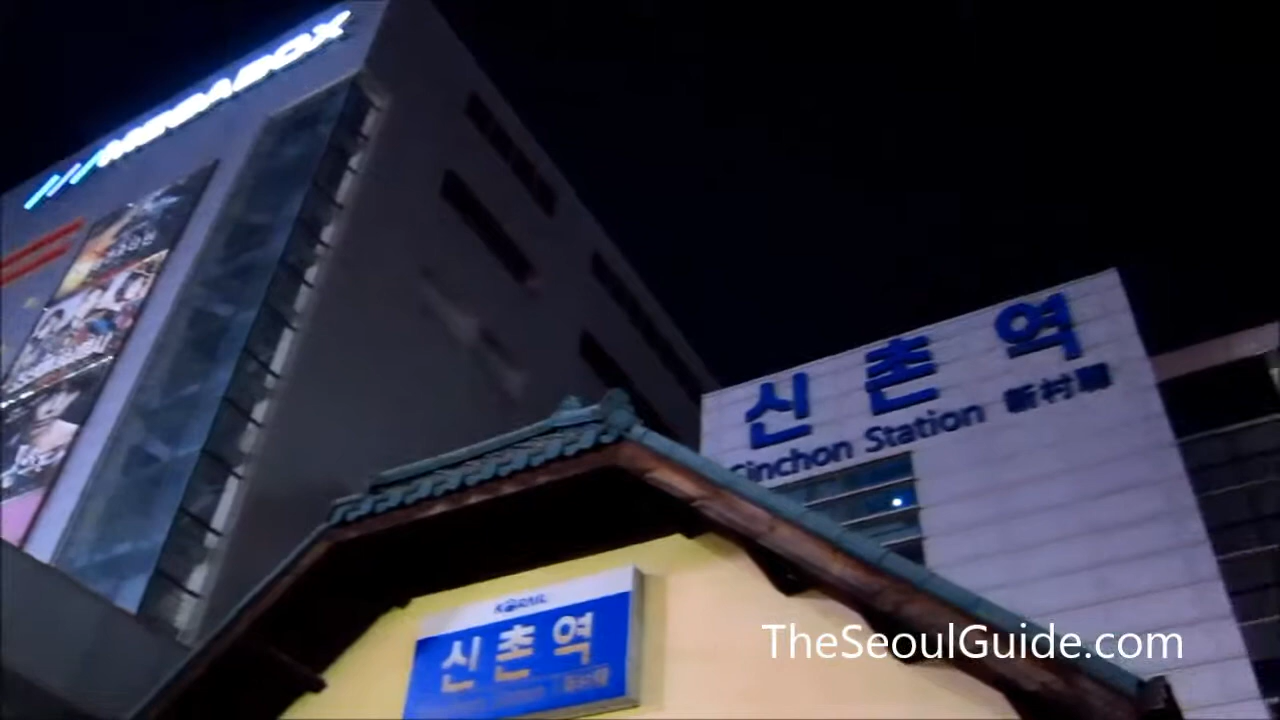 MEGABOX
신촌역
Sinchon Station 新村驛
KORAIL
신촌역
TheSeoulGuide.com